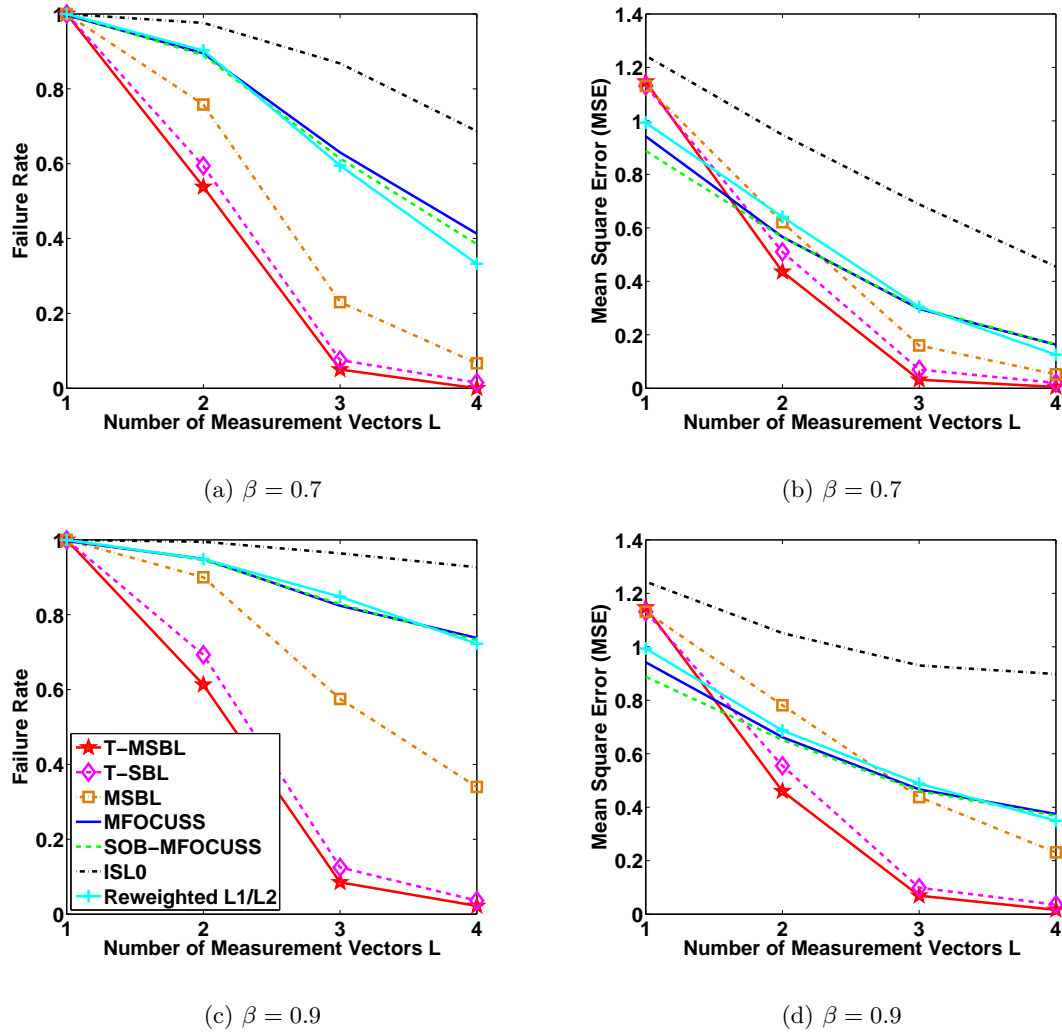 1
0.8
0.6
0.4
0.2
0
1 2 3 4
Failure Rate
Number of Measurement Vectors L
(a) β = 0.7
1.4
1.2
1
0.8
0.6
0.4
0.2
0
1 2 3 4
Mean Square Error (MSE)
Number of Measurement Vectors L
(b) β = 0.7
1
0.8
0.6
0.4
0.2
0
1 2 3 4
Failure Rate
Number of Measurement Vectors L
T−MSBL
T−SBL
MSBL
MFOCUSS
SOB−MFOCUSS
ISL0
Reweighted L1/L2
(c) β = 0.9
1.4
1.2
1
0.8
0.6
0.4
0.2
0
1 2 3 4
Mean Square Error (MSE)
Number of Measurement Vectors L
(d) β = 0.9